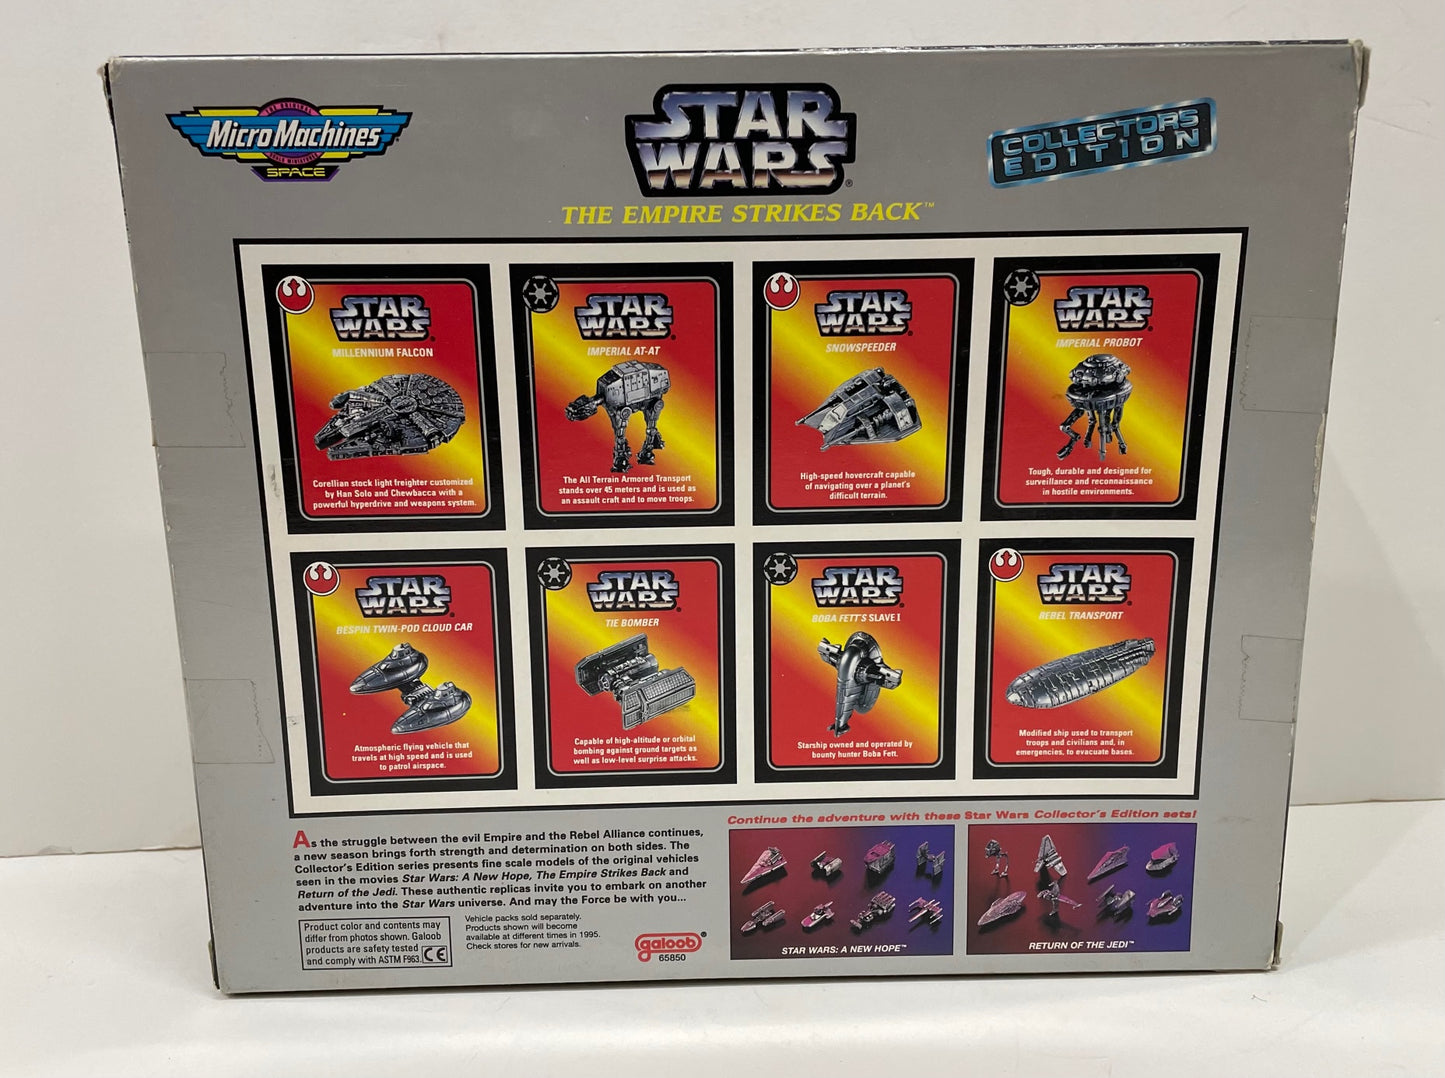 THE ORIGINAL
Micro Machines
SCALE MINIATURES
SPACE
STAR
WARS®
THE EMPIRE STRIKES BACK™
COLLECTORS
EDITION
STAR
WARS®
MILLENNIUM FALCON
Corellian stock light freighter customized
by Han Solo and Chewbacca with a
powerful hyperdrive and weapons system.
STAR
WARS®
IMPERIAL AT-AT
The All Terrain Armored Transport
stands over 45 meters and is used as
an assault craft and to move troops.
STAR
WARS®
SNOWSPEEDER
High-speed hovercraft capable
of navigating over a planet's
difficult terrain.
STAR
WARS®
IMPERIAL PROBOT
Tough, durable and designed for
surveillance and reconnaissance
in hostile environments.
STAR
WARS®
BESPIN TWIN-POD CLOUD CAR
Atmospheric flying vehicle that
travels at high speed and is used
to patrol airspace.
STAR
WARS®
TIE BOMBER
Capable of high-altitude or orbital
bombing against ground targets as
well as low-level surprise attacks.
STAR
WARS®
BOBA FETT'S SLAVE I
Starship owned and operated by
bounty hunter Boba Fett.
STAR
WARS®
REBEL TRANSPORT
Modified ship used to transport
troops and civilians and, in
emergencies, to evacuate bases.
As the struggle between the evil Empire and the Rebel Alliance continues,
a new season brings forth strength and determination on both sides. The
Collector's Edition series presents fine scale models of the original vehicles
seen in the movies Star Wars: A New Hope, The Empire Strikes Back and
Return of the Jedi. These authentic replicas invite you to embark on another
adventure into the Star Wars universe. And may the Force be with you...
Product color and contents may
differ from photos shown. Galoob
products are safety tested
and comply with ASTM F963. CE
Vehicle packs sold separately.
Products shown will become
available at different times in 1995.
Check stores for new arrivals.
galoob®
65850
Continue the adventure with these Star Wars Collector's Edition sets!
STAR WARS: A NEW HOPE™
RETURN OF THE JEDI™